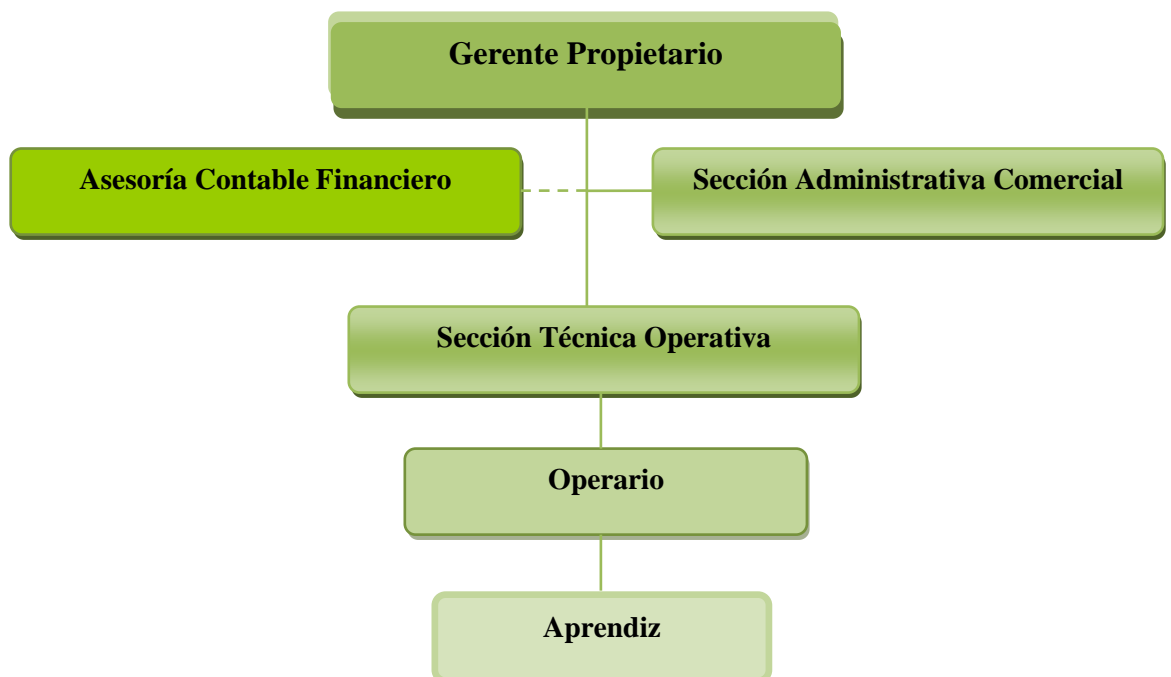 Gerente Propietario
Asesoría Contable Financiero
Sección Administrativa Comercial
Sección Técnica Operativa
Operario
Aprendiz